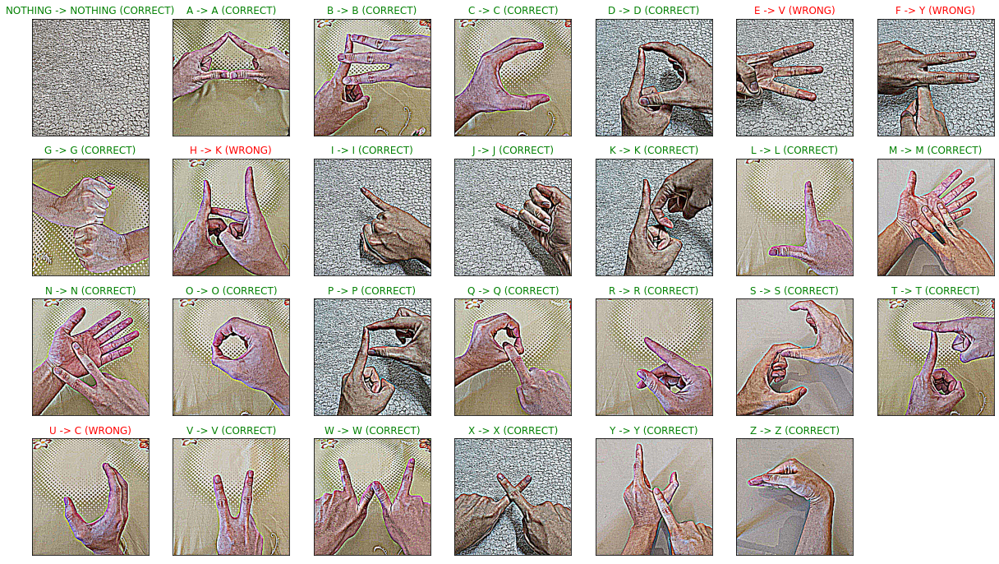 NOTHING -> NOTHING (CORRECT) A -> A (CORRECT) B -> B (CORRECT) C -> C (CORRECT) D -> D (CORRECT) E -> V (WRONG) F -> Y (WRONG)
G -> G (CORRECT) H -> K (WRONG) I -> I (CORRECT) J -> J (CORRECT) K -> K (CORRECT) L -> L (CORRECT) M -> M (CORRECT)
N -> N (CORRECT) O -> O (CORRECT) P -> P (CORRECT) Q -> Q (CORRECT) R -> R (CORRECT) S -> S (CORRECT) T -> T (CORRECT)
U -> C (WRONG) V -> V (CORRECT) W -> W (CORRECT) X -> X (CORRECT) Y -> Y (CORRECT) Z -> Z (CORRECT)